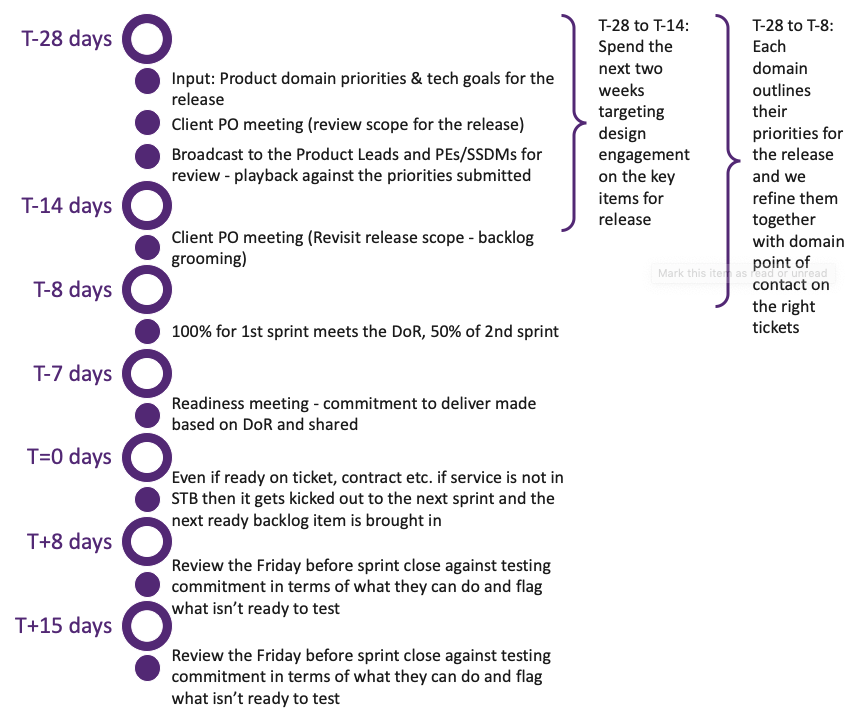 T-28 days
Input: Product domain priorities & tech goals for the
release
Client PO meeting (review scope for the release)
Broadcast to the Product Leads and PEs/SSDMs for
review - playback against the priorities submitted
T-14 days
Client PO meeting (Revisit release scope - backlog
grooming)
T-8 days
100% for 1st sprint meets the DoR, 50% of 2nd sprint
T-7 days
Readiness meeting - commitment to deliver made
based on DoR and shared
T=0 days
Even if ready on ticket, contract etc. if service is not in
STB then it gets kicked out to the next sprint and the
next ready backlog item is brought in
T+8 days
Review the Friday before sprint close against testing
commitment in terms of what they can do and flag
what isn’t ready to test
T+15 days
Review the Friday before sprint close against testing
commitment in terms of what they can do and flag
what isn’t ready to test
T-28 to T-14:
Spend the
next two
weeks
targeting
design
engagement
on the key
items for
release
T-28 to T-8:
Each
domain
outlines
their
priorities for
the release
and we
refine them
together
with domain
point of
contact on
the right
tickets
Mark this item as read or unread